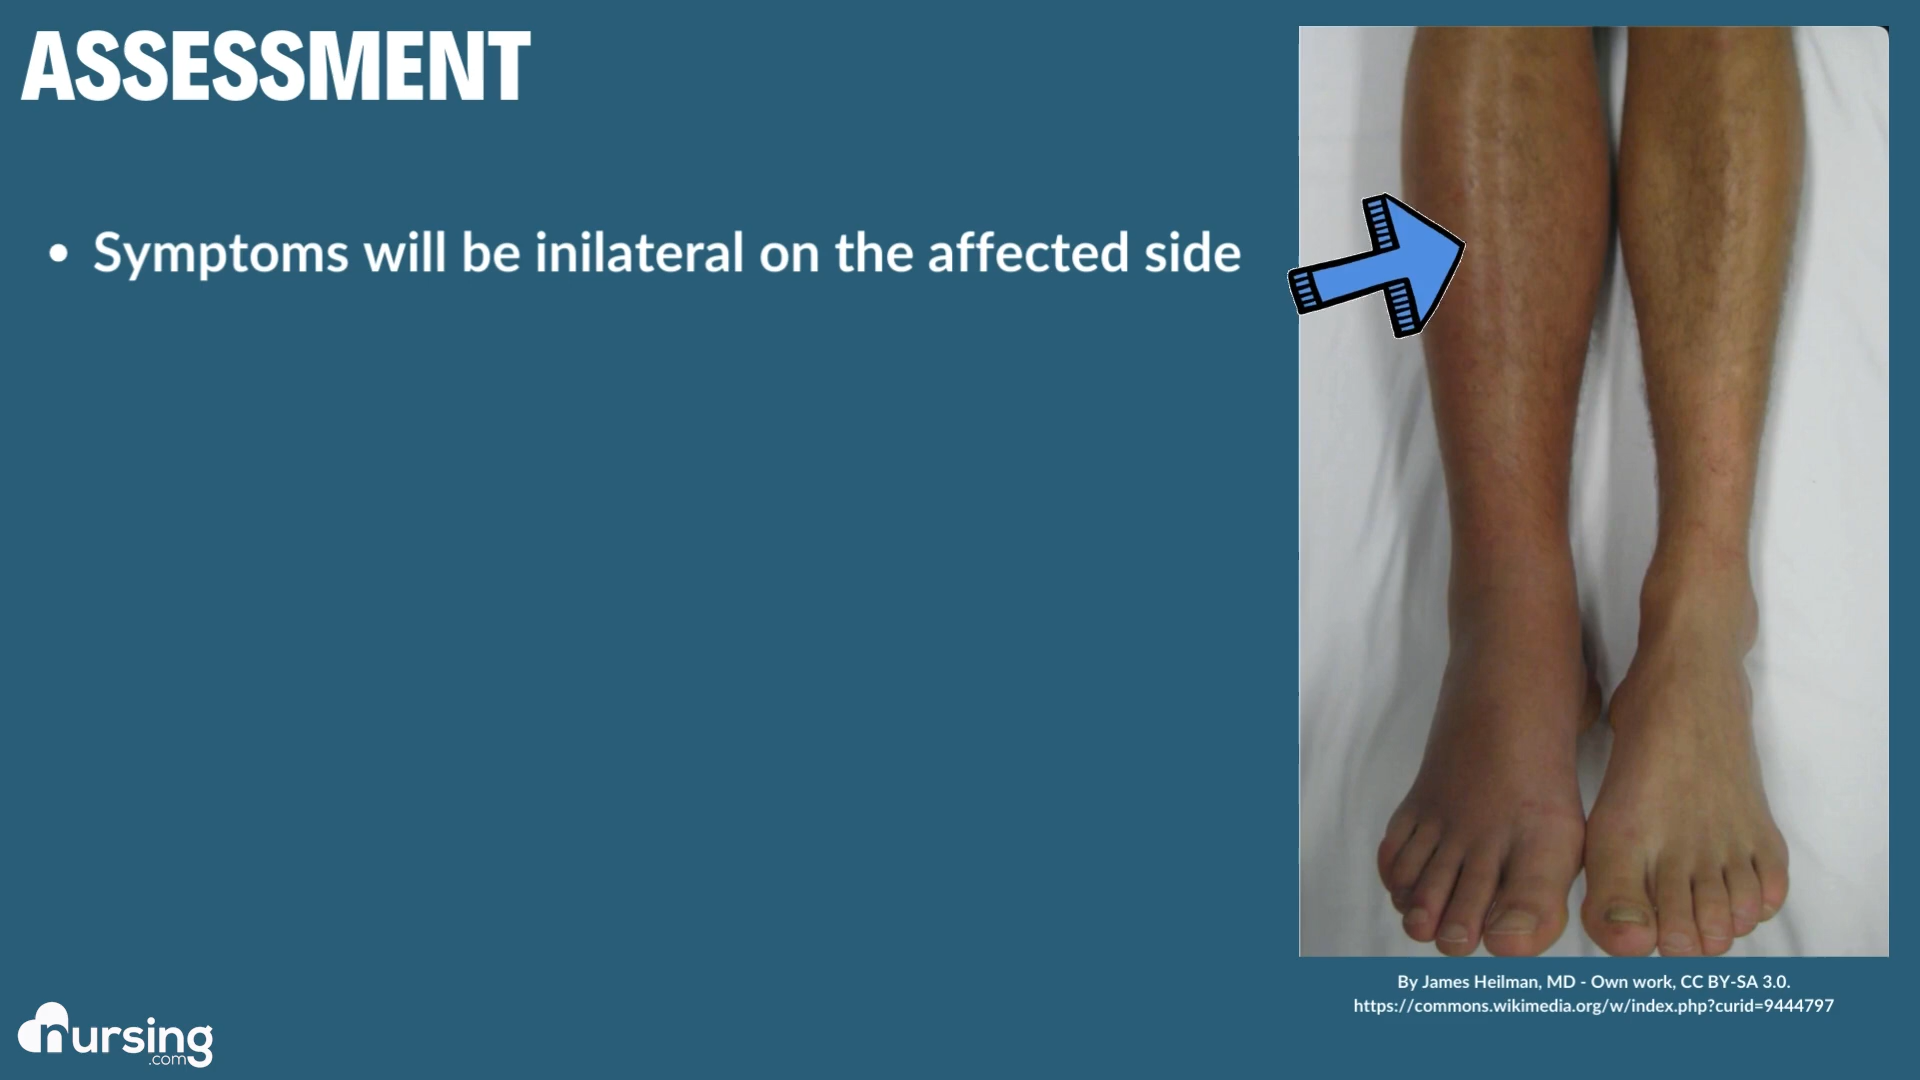 ASSESSMENT
• Symptoms will be inilateral on the affected side
By James Heilman, MD - Own work, CC BY-SA 3.0.
https://commons.wikimedia.org/w/index.php?curid=9444797
nursing
.com